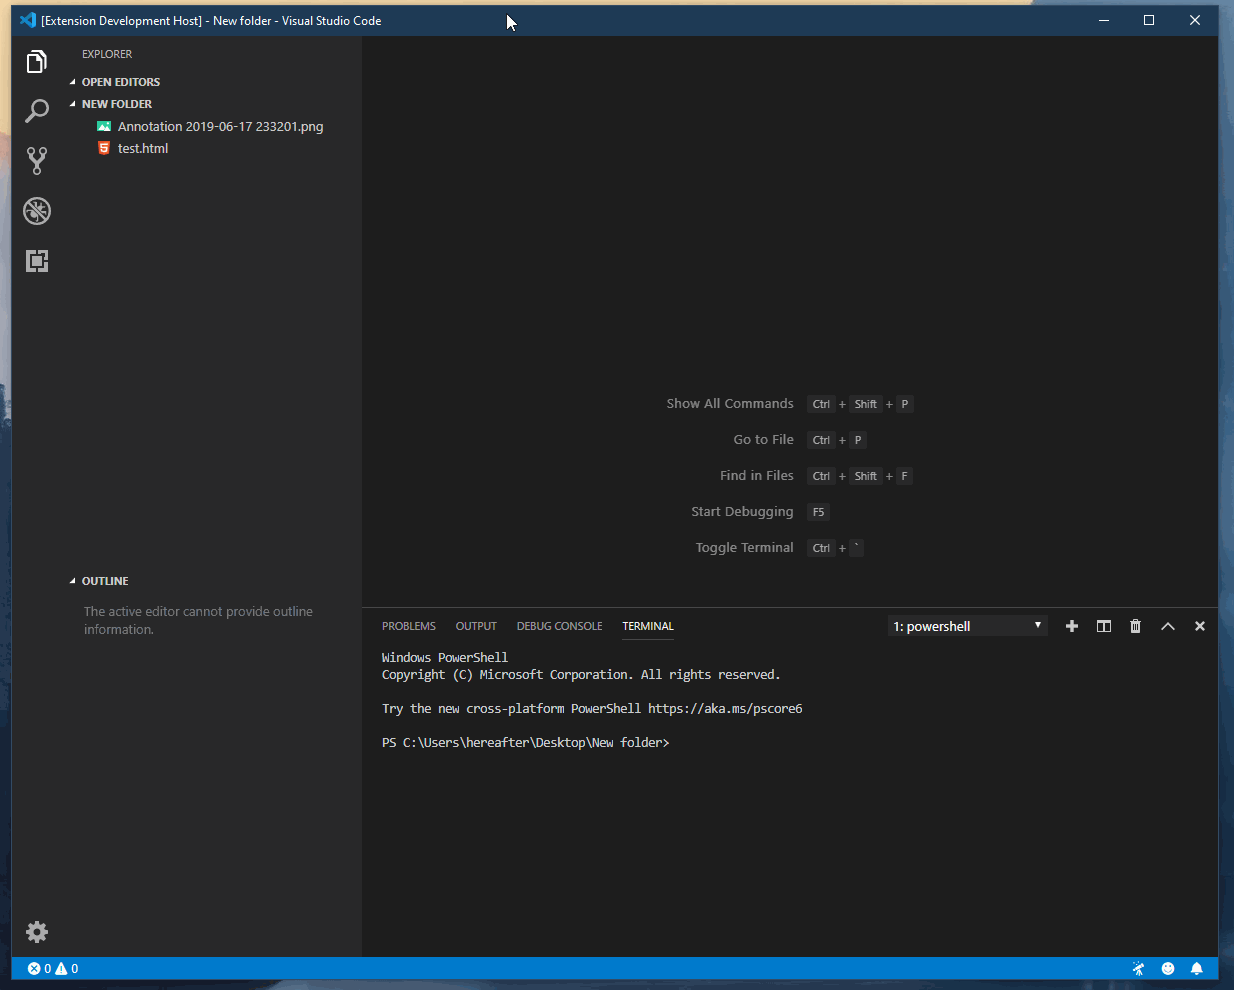 [Extension Development Host] - New folder - Visual Studio Code
EXPLORER
OPEN EDITORS
NEW FOLDER
Annotation 2019-06-17 233201.png
5 test.html
Show All Commands Ctrl + Shift + P
Go to File Ctrl + P
Find in Files Ctrl + Shift + F
Start Debugging F5
Toggle Terminal Ctrl + `
OUTLINE
The active editor cannot provide outline
information.
PROBLEMS OUTPUT DEBUG CONSOLE TERMINAL 1: powershell
Windows PowerShell
Copyright (C) Microsoft Corporation. All rights reserved.
Try the new cross-platform PowerShell https://aka.ms/pscore6
PS C:\Users\hereafter\Desktop\New folder>
0 0